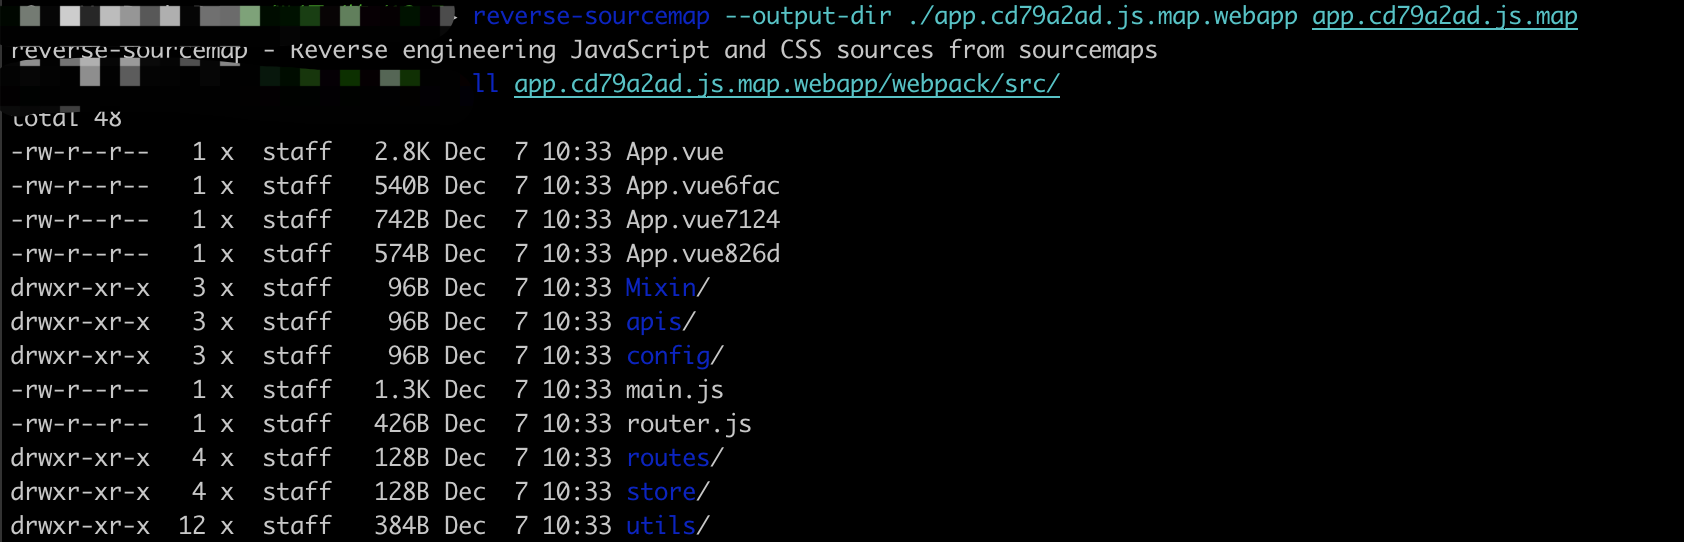 reverse-sourcemap --output-dir ./app.cd79a2ad.js.map.webapp app.cd79a2ad.js.map
reverse-sourcemap - Reverse engineering JavaScript and CSS sources from sourcemaps
ll app.cd79a2ad.js.map.webapp/webpack/src/
total 48
-rw-r--r-- 1 x staff 2.8K Dec 7 10:33 App.vue
-rw-r--r-- 1 x staff 540B Dec 7 10:33 App.vue6fac
-rw-r--r-- 1 x staff 742B Dec 7 10:33 App.vue7124
-rw-r--r-- 1 x staff 574B Dec 7 10:33 App.vue826d
drwxr-xr-x 3 x staff 96B Dec 7 10:33 Mixin/
drwxr-xr-x 3 x staff 96B Dec 7 10:33 apis/
drwxr-xr-x 3 x staff 96B Dec 7 10:33 config/
-rw-r--r-- 1 x staff 1.3K Dec 7 10:33 main.js
-rw-r--r-- 1 x staff 426B Dec 7 10:33 router.js
drwxr-xr-x 4 x staff 128B Dec 7 10:33 routes/
drwxr-xr-x 4 x staff 128B Dec 7 10:33 store/
drwxr-xr-x 12 x staff 384B Dec 7 10:33 utils/